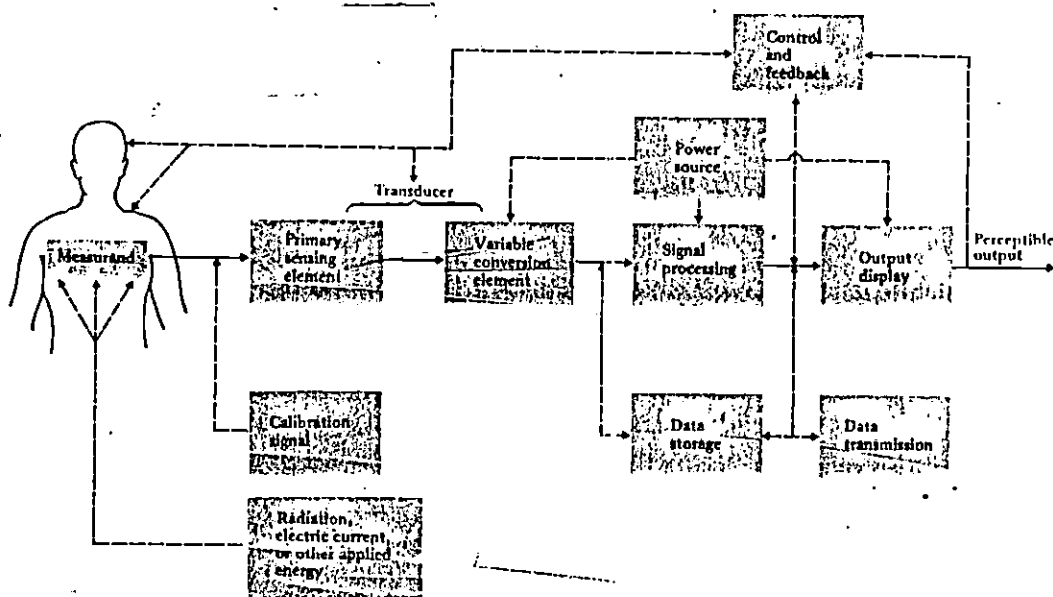 Control
and
feedback
Power
source
Transducer
Measurand
Primary
sensing
element
Variable
conversion
element
Signal
processing
Output
display
Perceptible
output
Calibration
signal
Data
storage
Data
transmission
Radiation,
electric current,
or other applied
energy